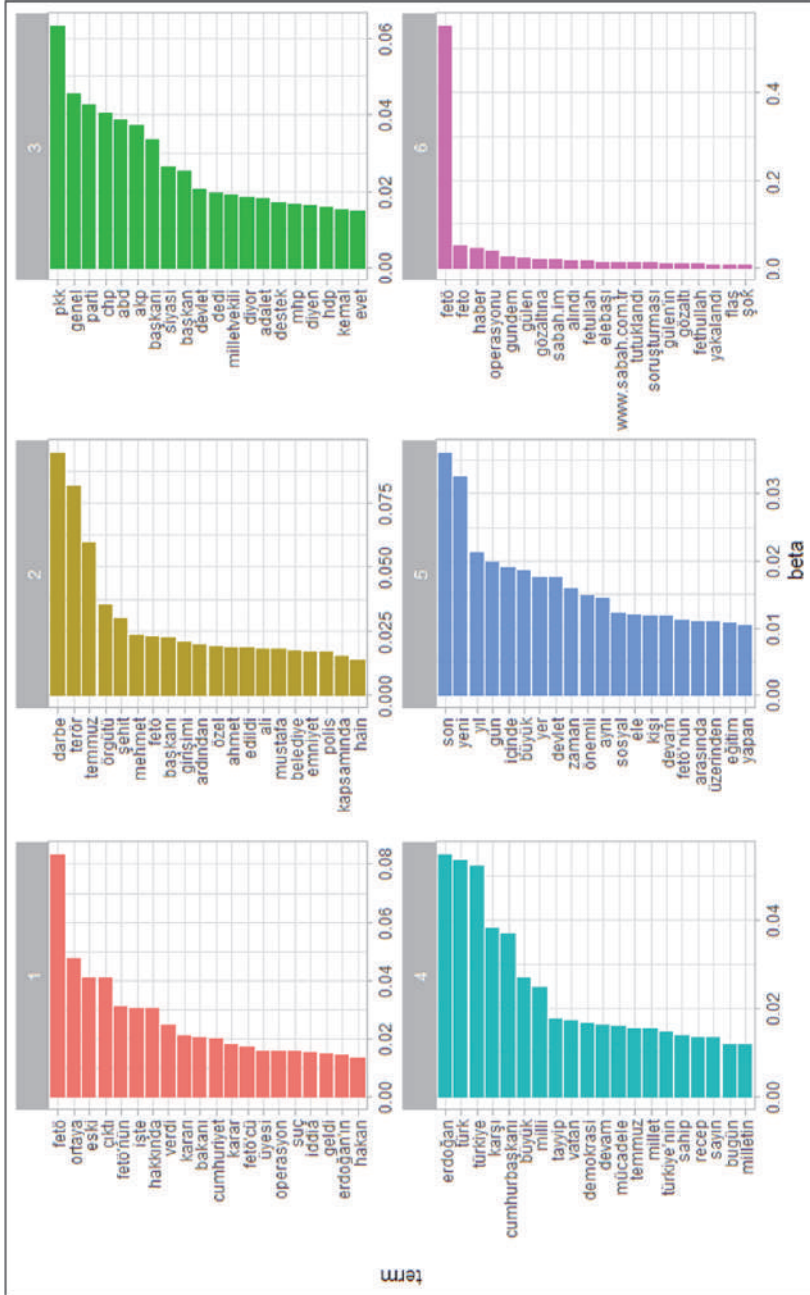 1
fetö
ortaya
eski
çıktı
fetö'nün
işte
hakkında
verdi
kararı
bakanı
cumhuriyet
karar
fetö'cü
üyesi
operasyon
suç
iddia
geldi
erdoğan'ın
hakan
0.00
0.02
0.04
0.06
0.08
2
darbe
terör
temmuz
örgütü
şehit
mehmet
fetö
başkanı
girişimi
ardından
özel
ahmet
edildi
ali
mustafa
belediye
emniyet
polis
kapsamında
hain
0.000
0.025
0.050
0.075
3
pkk
genel
parti
chp
abd
akp
başkanı
siyasi
başkan
devlet
dedi
milletvekili
diyor
adalet
destek
mhp
diyen
hdp
kemal
evet
0.00
0.02
0.04
0.06
4
erdoğan
türk
türkiye
karşı
cumhurbaşkanı
büyük
milli
tayyip
vatan
demokrasi
devam
mücadele
temmuz
millet
türkiye'nin
sahip
recep
sayın
bugün
milletin
0.00
0.02
0.04
5
son
yeni
yıl
gün
içinde
büyük
yer
devlet
zaman
önemli
aynı
sosyal
ele
kişi
devam
fetö'nün
arasında
üzerinden
eğitim
yapan
0.00
0.01
0.02
0.03
6
fetö
feto
haber
operasyonu
gundem
gülen
gözaltına
sabah.im
alındı
fetullah
elebaşı
www.sabah.com.tr
tutuklandı
soruşturması
gülen'in
gözaltı
fethullah
yakalandı
flaş
şok
0.0
0.2
0.4
beta
term